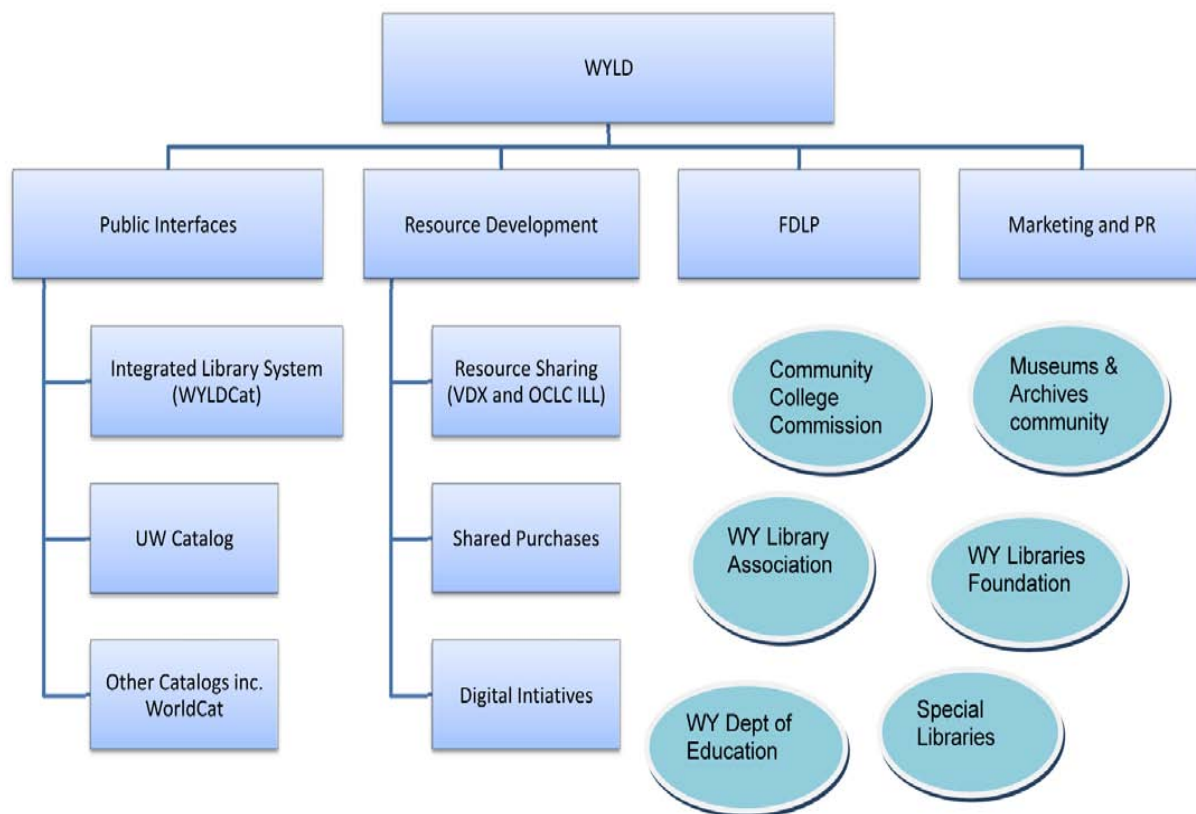 WYLD
Public Interfaces
Resource Development
FDLP
Marketing and PR
Integrated Library System
(WYLDCat)
UW Catalog
Other Catalogs inc.
WorldCat
Resource Sharing
(VDX and OCLC ILL)
Shared Purchases
Digital Intiatives
Community
College
Commission
Museums &
Archives
community
WY Library
Association
WY Libraries
Foundation
WY Dept of
Education
Special
Libraries